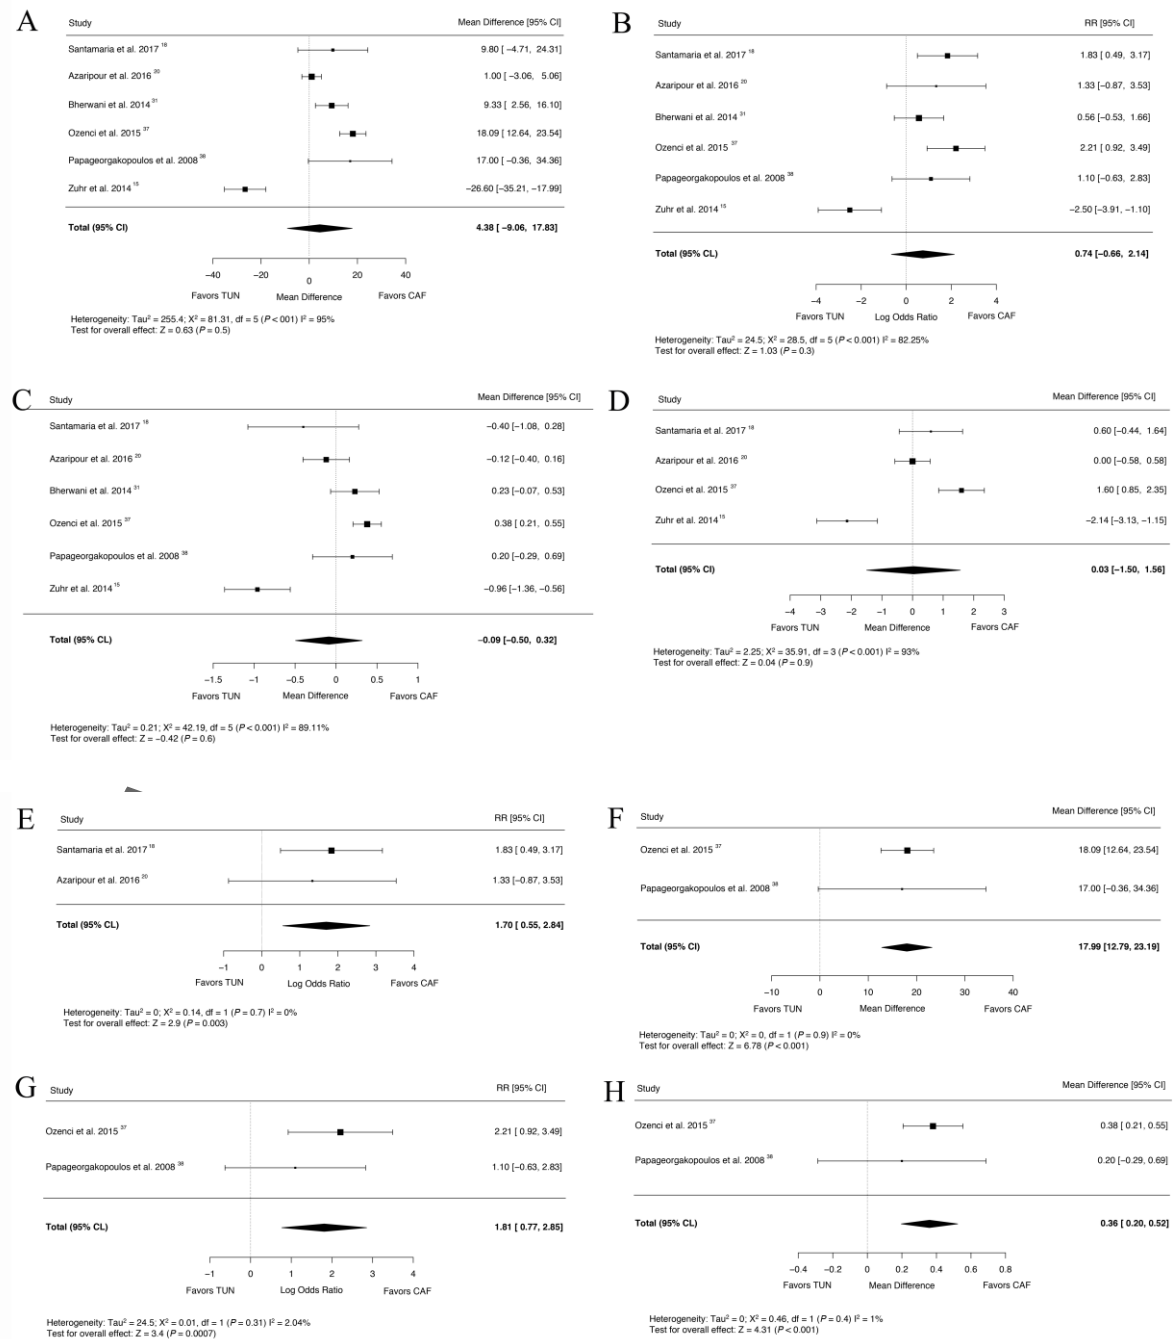 A
Study Mean Difference [95% CI]
Santamaria et al. 2017 18 9.80 [ −4.71, 24.31]
Azaripour et al. 2016 20 1.00 [ −3.06, 5.06]
Bherwani et al. 2014 31 9.33 [ 2.56, 16.10]
Ozenci et al. 2015 37 18.09 [ 12.64, 23.54]
Papageorgakopoulos et al. 2008 38 17.00 [ −0.36, 34.36]
Zuhr et al. 2014 15 −26.60 [−35.21, −17.99]
Total (95% CI) 4.38 [ −9.06, 17.83]
−40 −20 0 20 40
Favors TUN Mean Difference Favors CAF
Heterogeneity: Tau² = 255.4; X² = 81.31, df = 5 (P < 001) I² = 95%
Test for overall effect: Z = 0.63 (P = 0.5)
B
Study RR [95% CI]
Santamaria et al. 2017 18 1.83 [ 0.49, 3.17]
Azaripour et al. 2016 20 1.33 [−0.87, 3.53]
Bherwani et al. 2014 31 0.56 [−0.53, 1.66]
Ozenci et al. 2015 37 2.21 [ 0.92, 3.49]
Papageorgakopoulos et al. 2008 38 1.10 [−0.63, 2.83]
Zuhr et al. 2014 15 −2.50 [−3.91, −1.10]
Total (95% CL) 0.74 [−0.66, 2.14]
−4 −2 0 2 4
Favors TUN Log Odds Ratio Favors CAF
Heterogeneity: Tau² = 24.5; X² = 28.5, df = 5 (P < 0.001) I² = 82.25%
Test for overall effect: Z = 1.03 (P = 0.3)
C
Study Mean Difference [95% CI]
Santamaria et al. 2017 18 −0.40 [−1.08, 0.28]
Azaripour et al. 2016 20 −0.12 [−0.40, 0.16]
Bherwani et al. 2014 31 0.23 [−0.07, 0.53]
Ozenci et al. 2015 37 0.38 [ 0.21, 0.55]
Papageorgakopoulos et al. 2008 38 0.20 [−0.29, 0.69]
Zuhr et al. 2014 15 −0.96 [−1.36, −0.56]
Total (95% CL) −0.09 [−0.50, 0.32]
−1.5 −1 −0.5 0 0.5 1
Favors TUN Mean Difference Favors CAF
Heterogeneity: Tau² = 0.21; X² = 42.19, df = 5 (P < 0.001) I² = 89.11%
Test for overall effect: Z = −0.42 (P = 0.6)
D
Study Mean Difference [95% CI]
Santamaria et al. 2017 18 0.60 [−0.44, 1.64]
Azaripour et al. 2016 20 0.00 [−0.58, 0.58]
Ozenci et al. 2015 37 1.60 [ 0.85, 2.35]
Zuhr et al. 2014 15 −2.14 [−3.13, −1.15]
Total (95% CI) 0.03 [−1.50, 1.56]
−4 −3 −2 −1 0 1 2 3
Favors TUN Mean Difference Favors CAF
Heterogeneity: Tau² = 2.25; X² = 35.91, df = 3 (P < 0.001) I² = 93%
Test for overall effect: Z = 0.04 (P = 0.9)
E
Study RR [95% CI]
Santamaria et al. 2017 18 1.83 [ 0.49, 3.17]
Azaripour et al. 2016 20 1.33 [−0.87, 3.53]
Total (95% CL) 1.70 [ 0.55, 2.84]
−1 0 1 2 3 4
Favors TUN Log Odds Ratio Favors CAF
Heterogeneity: Tau² = 0; X² = 0.14, df = 1 (P = 0.7) I² = 0%
Test for overall effect: Z = 2.9 (P = 0.003)
F
Study Mean Difference [95% CI]
Ozenci et al. 2015 37 18.09 [12.64, 23.54]
Papageorgakopoulos et al. 2008 38 17.00 [−0.36, 34.36]
Total (95% CI) 17.99 [12.79, 23.19]
−10 0 10 20 30 40
Favors TUN Mean Difference Favors CAF
Heterogeneity: Tau² = 0; X² = 0, df = 1 (P = 0.9) I² = 0%
Test for overall effect: Z = 6.78 (P < 0.001)
G
Study RR [95% CI]
Ozenci et al. 2015 37 2.21 [ 0.92, 3.49]
Papageorgakopoulos et al. 2008 38 1.10 [−0.63, 2.83]
Total (95% CL) 1.81 [ 0.77, 2.85]
−1 0 1 2 3 4
Favors TUN Log Odds Ratio Favors CAF
Heterogeneity: Tau² = 24.5; X² = 0.01, df = 1 (P = 0.31) I² = 2.04%
Test for overall effect: Z = 3.4 (P = 0.0007)
H
Study Mean Difference [95% CI]
Ozenci et al. 2015 37 0.38 [ 0.21, 0.55]
Papageorgakopoulos et al. 2008 38 0.20 [−0.29, 0.69]
Total (95% CL) 0.36 [ 0.20, 0.52]
−0.4 −0.2 0 0.2 0.4 0.6 0.8
Favors TUN Mean Difference Favors CAF
Heterogeneity: Tau² = 0; X² = 0.46, df = 1 (P = 0.4) I² = 1%
Test for overall effect: Z = 4.31 (P < 0.001)